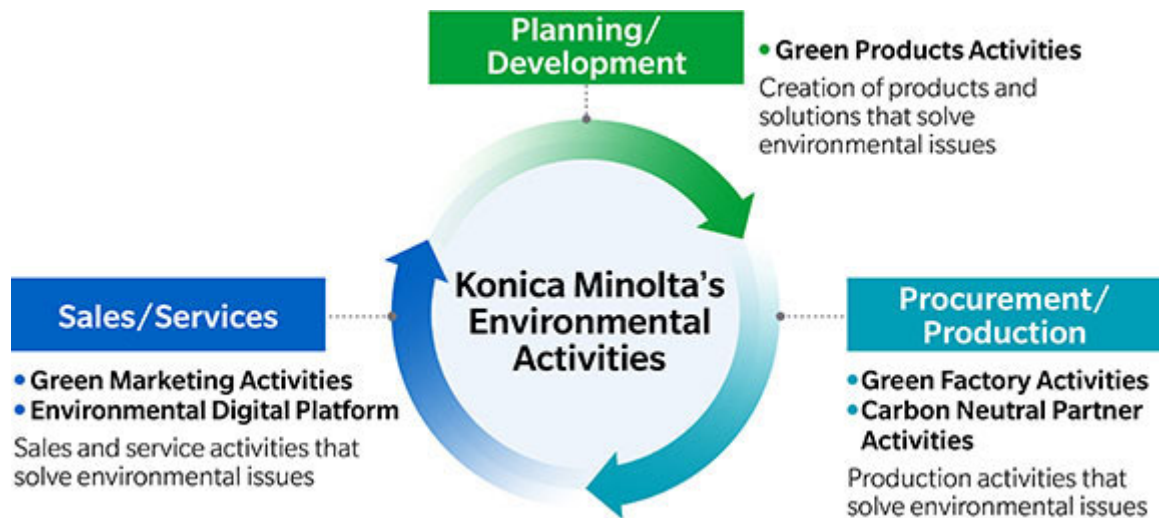 Planning/
Development
• Green Products Activities
Creation of products and
solutions that solve
environmental issues
Konica Minolta's
Environmental
Activities
Sales/Services
• Green Marketing Activities
• Environmental Digital Platform
Sales and service activities that
solve environmental issues
Procurement/
Production
• Green Factory Activities
• Carbon Neutral Partner
Activities
Production activities that
solve environmental issues